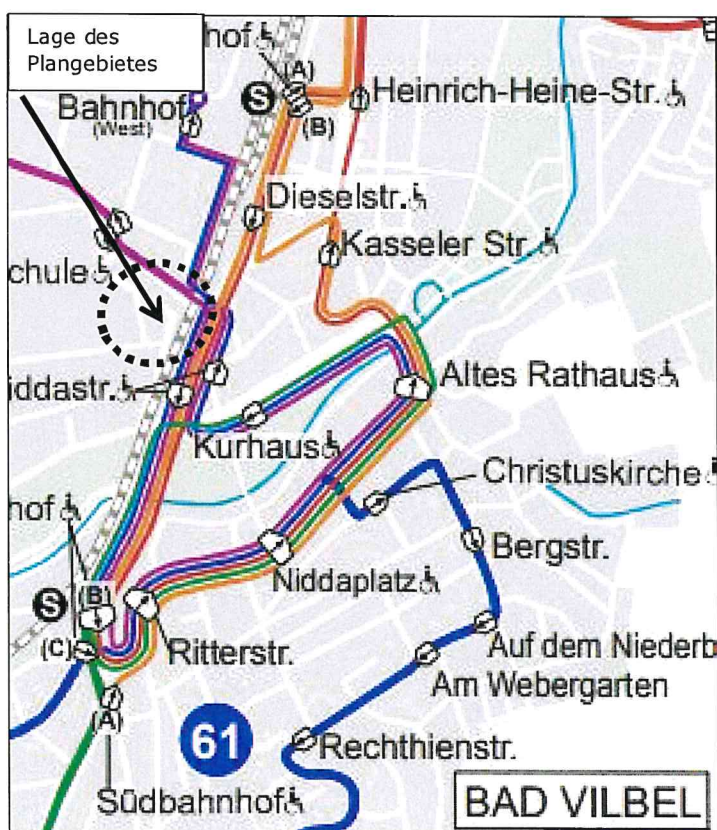 Lage des
Plangebietes
hof
(A)
S
Bahnhof
(West)
(B)
Heinrich-Heine-Str.
Dieselstr.
Kasseler Str.
chule
iddastr.
Altes Rathaus
Kurhaus
Christuskirche
hof
Bergstr.
Niddaplatz
S
(B)
(C)
Ritterstr.
Auf dem Niederb
Am Webergarten
(A)
61
Rechthienstr.
Südbahnhof
BAD VILBEL